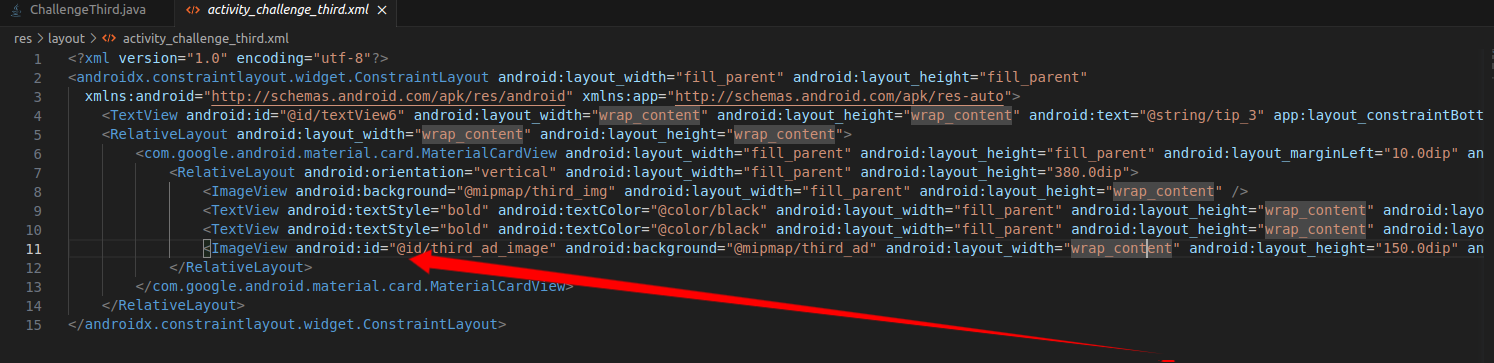 ChallengeThird.java activity_challenge_third.xml
res layout activity_challenge_third.xml
1 <?xml version="1.0" encoding="utf-8"?>
2 <androidx.constraintlayout.widget.ConstraintLayout android:layout_width="fill_parent" android:layout_height="fill_parent"
3 xmlns:android="http://schemas.android.com/apk/res/android" xmlns:app="http://schemas.android.com/apk/res-auto">
4 <TextView android:id="@id/textView6" android:layout_width="wrap_content" android:layout_height="wrap_content" android:text="@string/tip_3" app:layout_constraintBott
5 <RelativeLayout android:layout_width="wrap_content" android:layout_height="wrap_content">
6 <com.google.android.material.card.MaterialCardView android:layout_width="fill_parent" android:layout_height="fill_parent" android:layout_marginLeft="10.0dip" an
7 <RelativeLayout android:orientation="vertical" android:layout_width="fill_parent" android:layout_height="380.0dip">
8 <ImageView android:background="@mipmap/third_img" android:layout_width="fill_parent" android:layout_height="wrap_content" />
9 <TextView android:textStyle="bold" android:textColor="@color/black" android:layout_width="fill_parent" android:layout_height="wrap_content" android:layo
10 <TextView android:textStyle="bold" android:textColor="@color/black" android:layout_width="fill_parent" android:layout_height="wrap_content" android:layo
11 <ImageView android:id="@id/third_ad_image" android:background="@mipmap/third_ad" android:layout_width="wrap_content" android:layout_height="150.0dip" an
12 </RelativeLayout>
13 </com.google.android.material.card.MaterialCardView>
14 </RelativeLayout>
15 </androidx.constraintlayout.widget.ConstraintLayout>